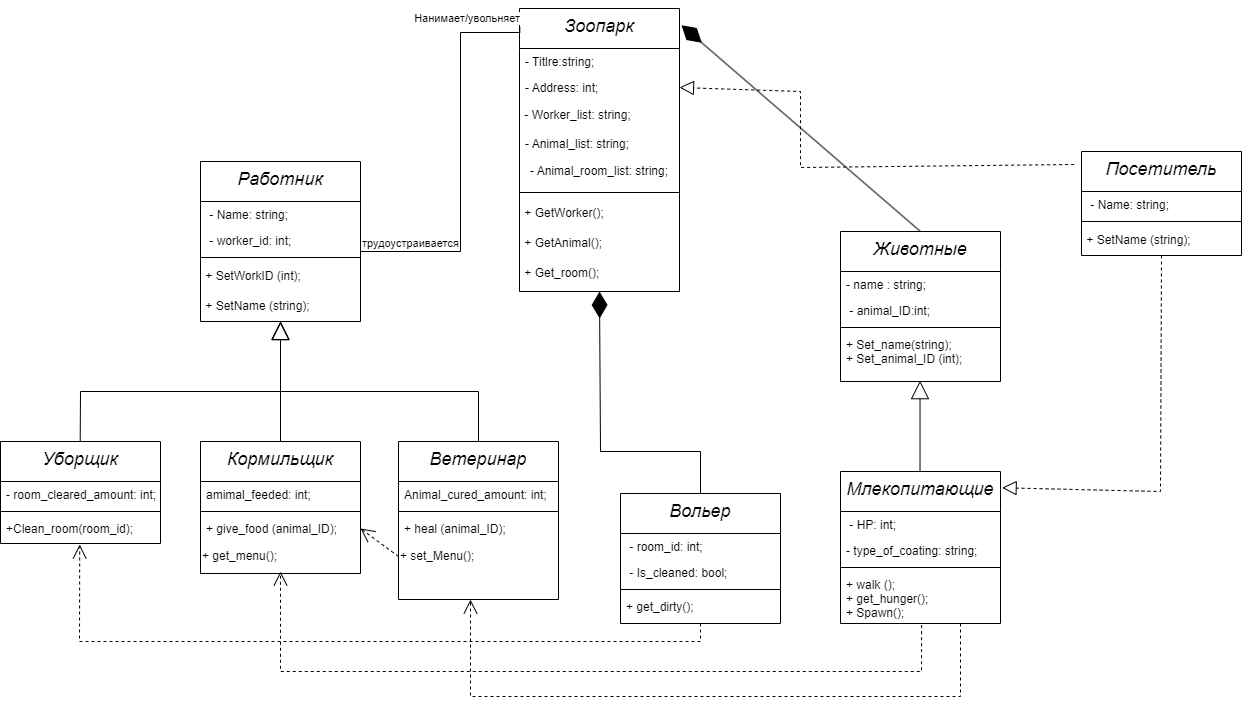 Нанимает/увольняет
Зоопарк
- Titlre:string;
- Address: int;
- Worker_list: string;
- Animal_list: string;
- Animal_room_list: string;
+ GetWorker();
+ GetAnimal();
+ Get_room();
Работник
- Name: string;
- worker_id: int;
+ SetWorkID (int);
+ SetName (string);
трудоустраивается
Посетитель
- Name: string;
+ SetName (string);
Животные
- name : string;
- animal_ID:int;
+ Set_name(string);
+ Set_animal_ID (int);
Уборщик
- room_cleared_amount: int;
+Clean_room(room_id);
Кормильщик
amimal_feeded: int;
+ give_food (animal_ID);
+ get_menu();
Ветеринар
Animal_cured_amount: int;
+ heal (animal_ID);
+ set_Menu();
Вольер
- room_id: int;
- Is_cleaned: bool;
+ get_dirty();
Млекопитающие
- HP: int;
- type_of_coating: string;
+ walk ();
+ get_hunger();
+ Spawn();